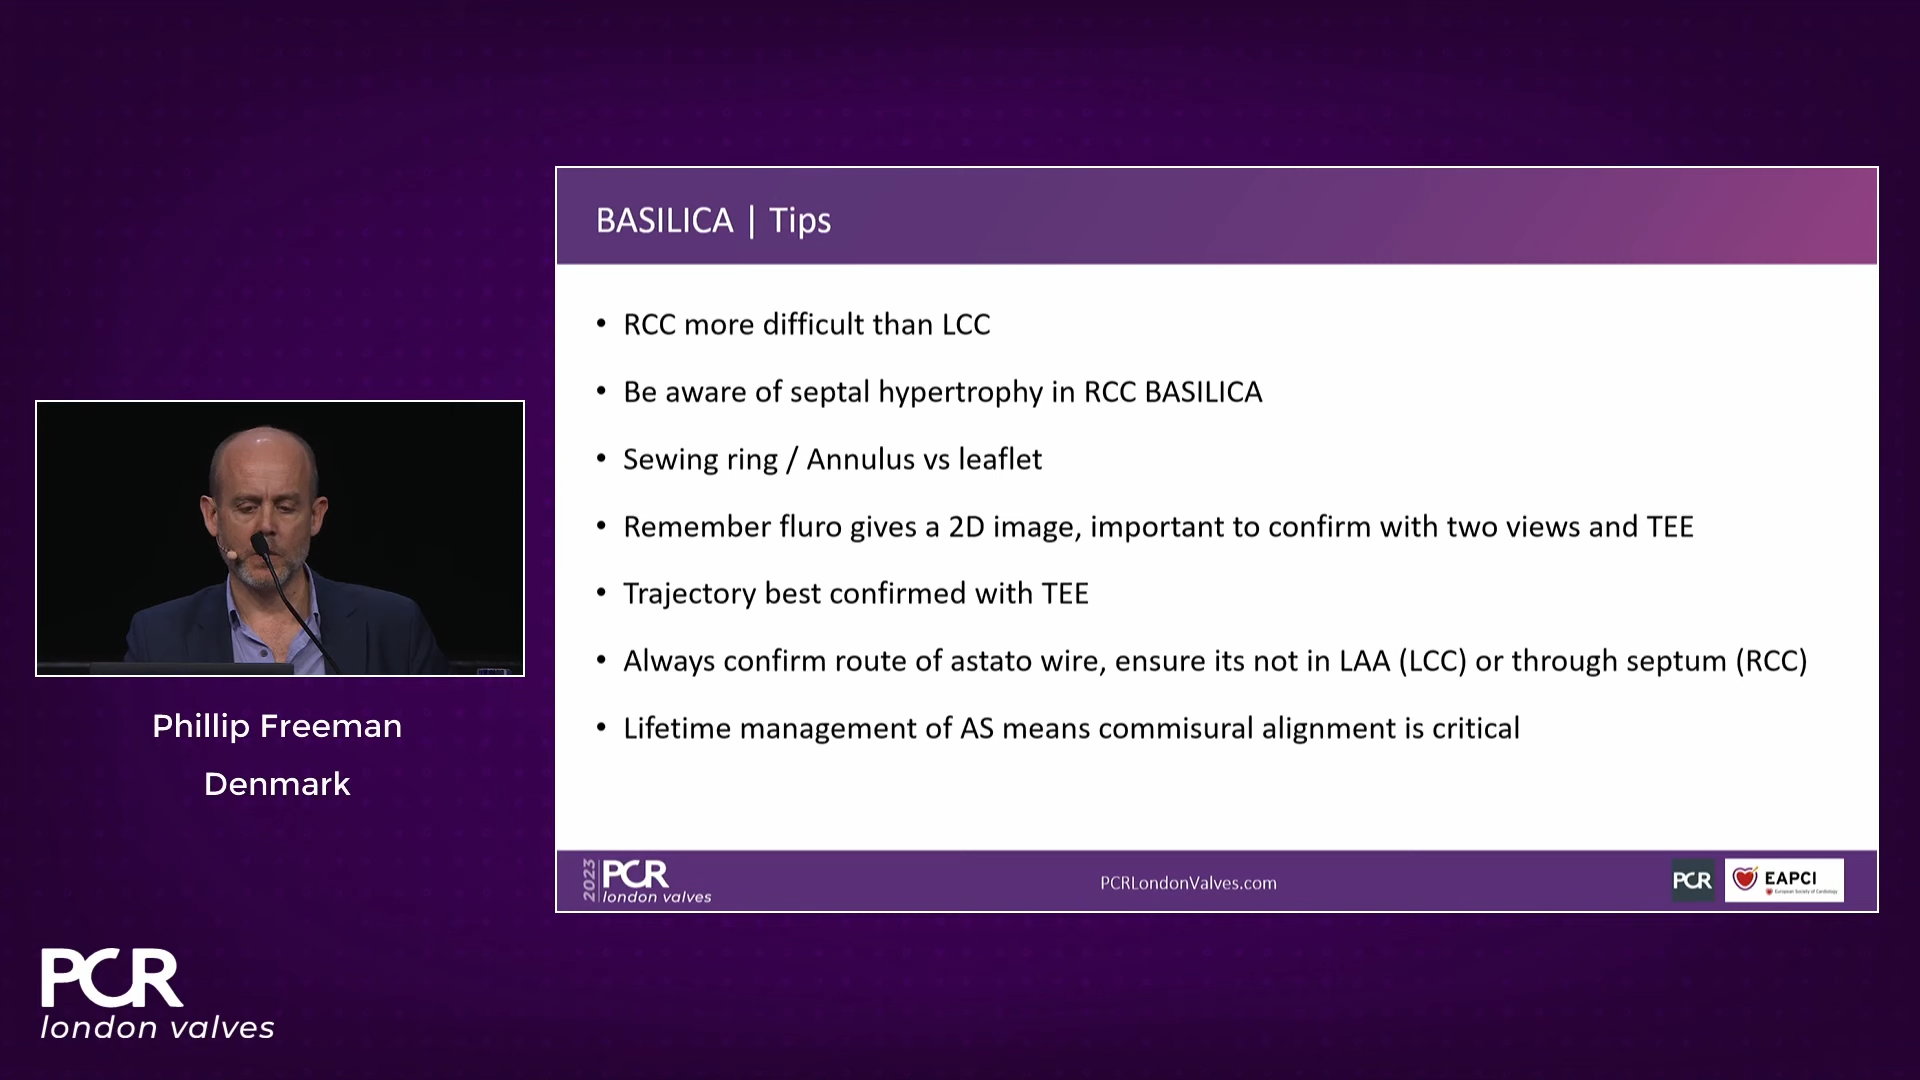 BASILICA | Tips
• RCC more difficult than LCC
• Be aware of septal hypertrophy in RCC BASILICA
• Sewing ring / Annulus vs leaflet
• Remember fluro gives a 2D image, important to confirm with two views and TEE
• Trajectory best confirmed with TEE
• Always confirm route of astato wire, ensure its not in LAA (LCC) or through septum (RCC)
• Lifetime management of AS means commisural alignment is critical
2023 PCR london valves
PCRLondonValves.com
PCR
EAPCI
European Society of Cardiology
Phillip Freeman
Denmark
PCR
london valves